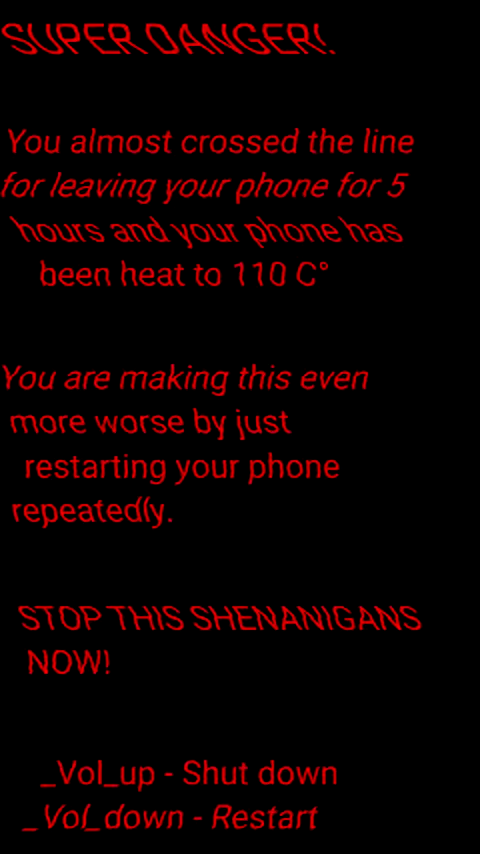 SUPER DANGER!.
You almost crossed the line
for leaving your phone for 5
hours and your phone has
been heat to 110 C°
You are making this even
more worse by just
restarting your phone
repeatedly.
STOP THIS SHENANIGANS
NOW!
_Vol_up - Shut down
_Vol_down - Restart